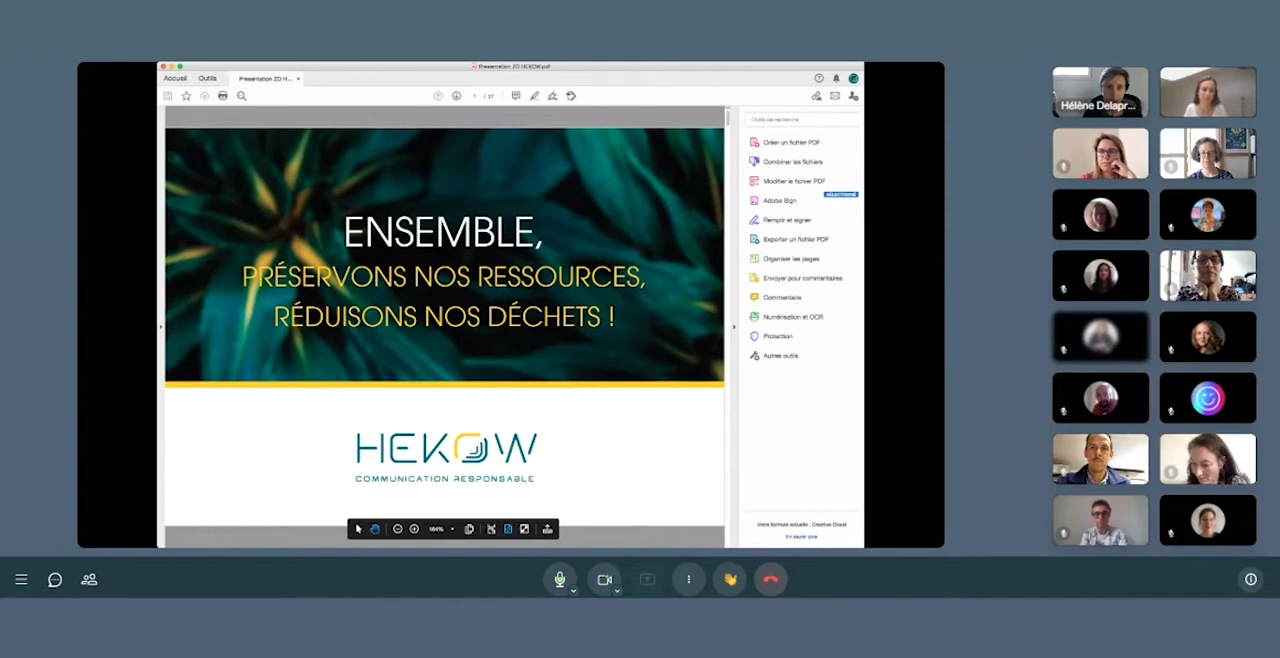 Presentation ZD HEKOW.pdf
Accueil
Outils
Presentation ZD H...
1 / 27
Outils de recherche
Créer un fichier PDF
Combiner les fichiers
Modifier le fichier PDF
SÉLECTIONNÉ
Adobe Sign
Remplir et signer
Exporter un fichier PDF
Organiser les pages
Envoyer pour commentaires
Commentaire
Numérisation et OCR
Protection
Autres outils
Votre formule actuelle : Creative Cloud
En savoir plus
ENSEMBLE,
PRÉSERVONS NOS RESSOURCES,
RÉDUISONS NOS DÉCHETS !
HEKOW
COMMUNICATION RESPONSABLE
184%
Hélène Delapr...